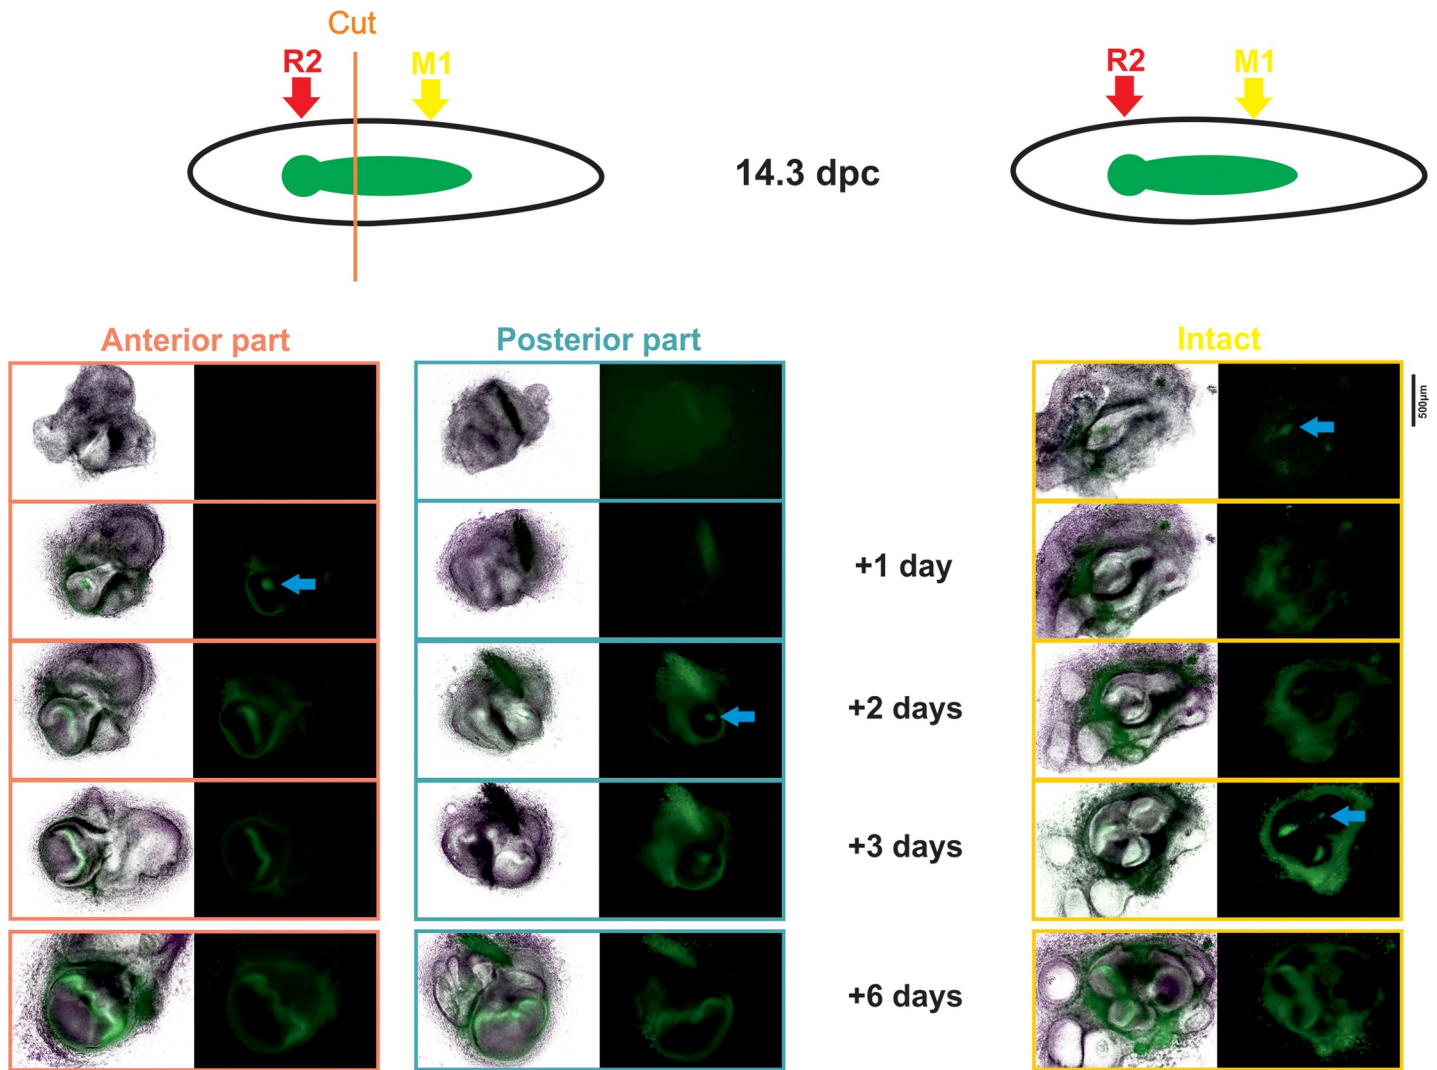 Cut
R2
M1
R2
M1
14.3 dpc
Anterior part
Posterior part
Intact
500µm
+1 day
+2 days
+3 days
+6 days